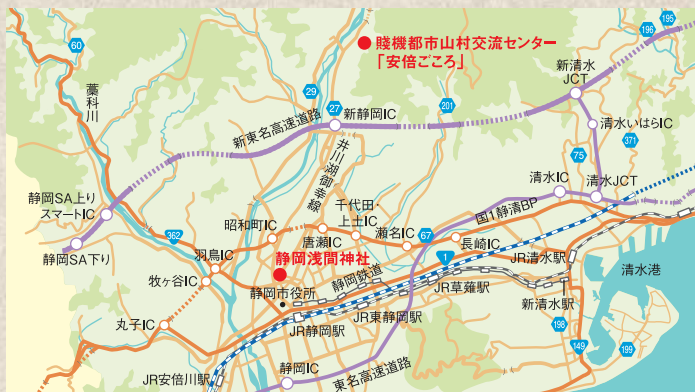 195
196
60
賤機都市山村交流センター
「安倍ごころ」
新清水
JCT
藁科川
29
27
新静岡IC
201
新東名高速道路
清水いはらIC
371
井川湖御幸線
75
静岡SA上り
スマートIC
千代田・
上土IC
清水IC
清水JCT
国1静清BP
362
昭和町IC
唐瀬IC
瀬名IC
67
長崎IC
静岡SA下り
羽鳥IC
静岡浅間神社
1
JR清水駅
清水港
牧ヶ谷IC
静岡鉄道
静岡市役所
JR草薙駅
新清水駅
丸子IC
JR静岡駅
JR東静岡駅
198
149
199
JR安倍川駅
静岡IC
東名高速道路